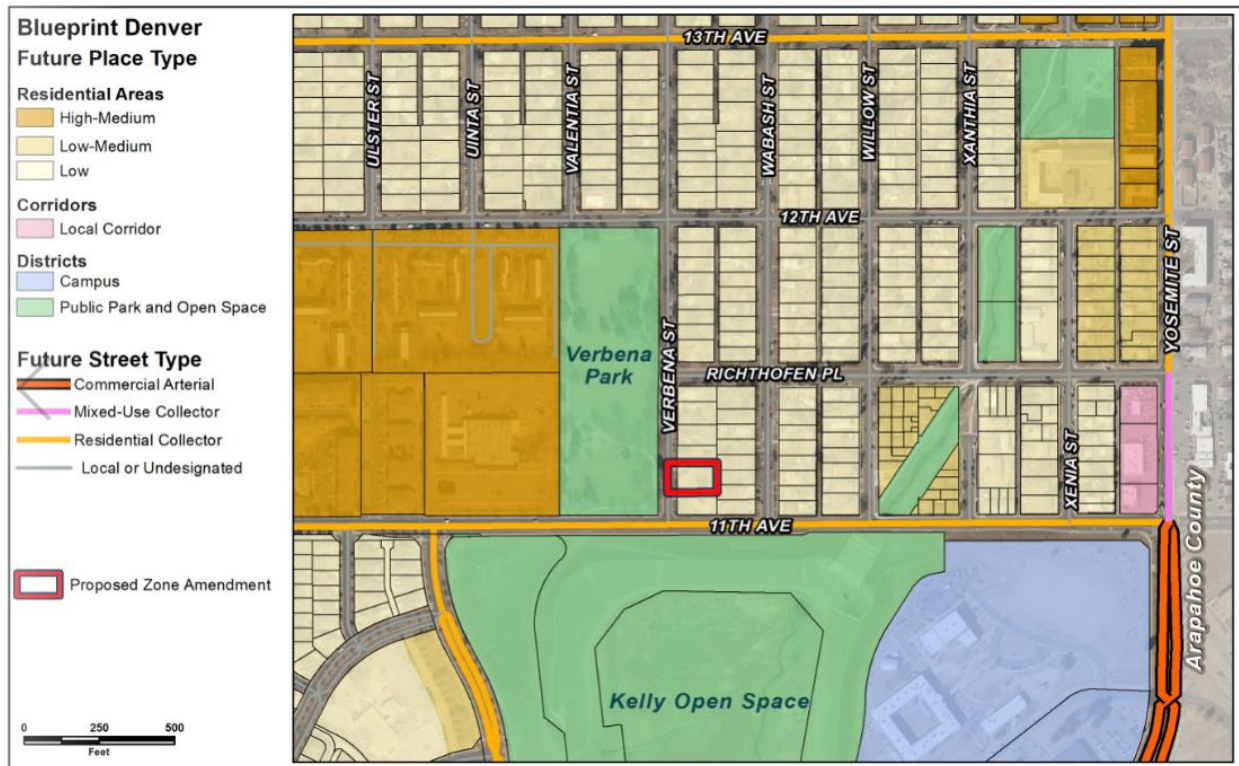 Blueprint Denver
Future Place Type
Residential Areas
High-Medium
Low-Medium
Low
Corridors
Local Corridor
Districts
Campus
Public Park and Open Space
Future Street Type
Commercial Arterial
Mixed-Use Collector
Residential Collector
Local or Undesignated
Proposed Zone Amendment
0 250 500
Feet
13TH AVE
ULSTER ST
UINTA ST
VALENTIA ST
WABASH ST
WILLOW ST
XANTHIA ST
12TH AVE
YOSEMITE ST
Verbena
Park
VERBENA ST
RICHTHOFEN PL
XENIA ST
11TH AVE
Arapahoe County
Kelly Open Space